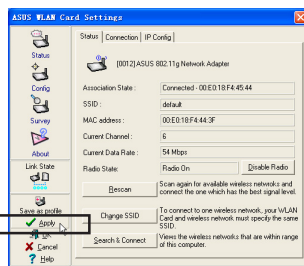 ASUS WLAN Card Settings
Status
Config
Survey
About
Link State
Save as profile
Apply
OK
Cancel
Help
Status Connection IP Config
[0012] ASUS 802.11g Network Adapter
Association State : Connected - 00:E0:18:F4:45:44
SSID : default
MAC address : 00:E0:18:F4:44:3F
Current Channel : 6
Current Data Rate : 54 Mbps
Radio State: Radio On Disable Radio
Rescan Scan again for available wireless networks and
connect the one which has the best signal level.
Change SSID To connect to one wireless network, your WLAN
Card and wireless network must specify the same
SSID.
Search & Connect Views the wireless networks that are within range
of this computer.